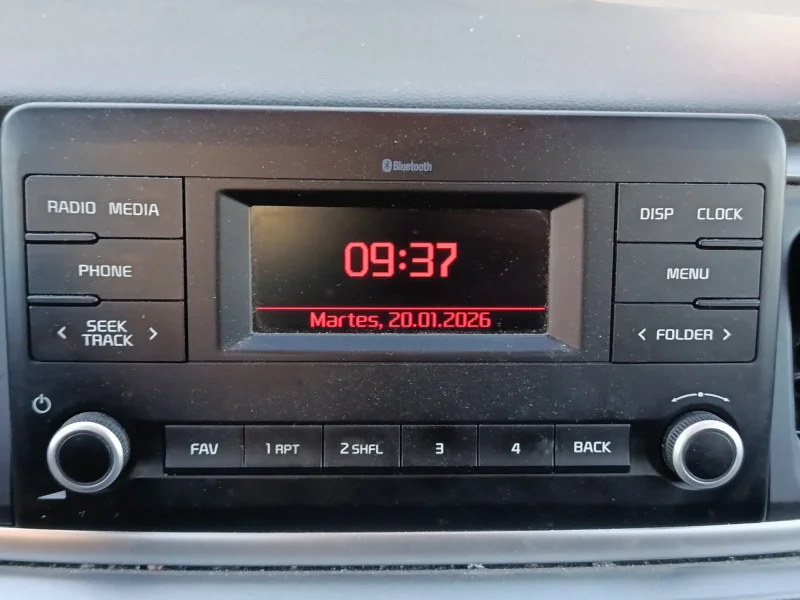 Bluetooth
RADIO MEDIA
PHONE
< SEEK TRACK >
09:37
Martes, 20.01.2026
DISP CLOCK
MENU
< FOLDER >
FAV
1 RPT
2 SHFL
3
4
BACK